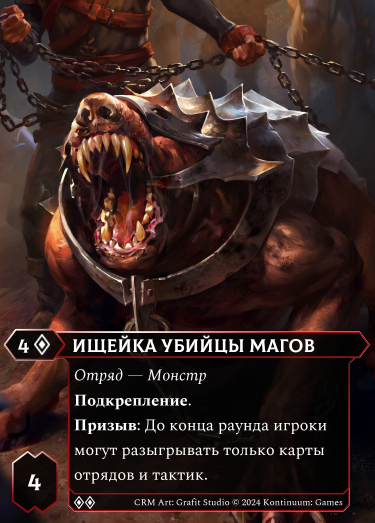 4 ИЩЕЙКА УБИЙЦЫ МАГОВ
Отряд — Монстр
Подкрепление.
Призыв: До конца раунда игроки
могут разыгрывать только карты
отрядов и тактик.
4
CRM Art: Grafit Studio © 2024 Kontinuum: Games